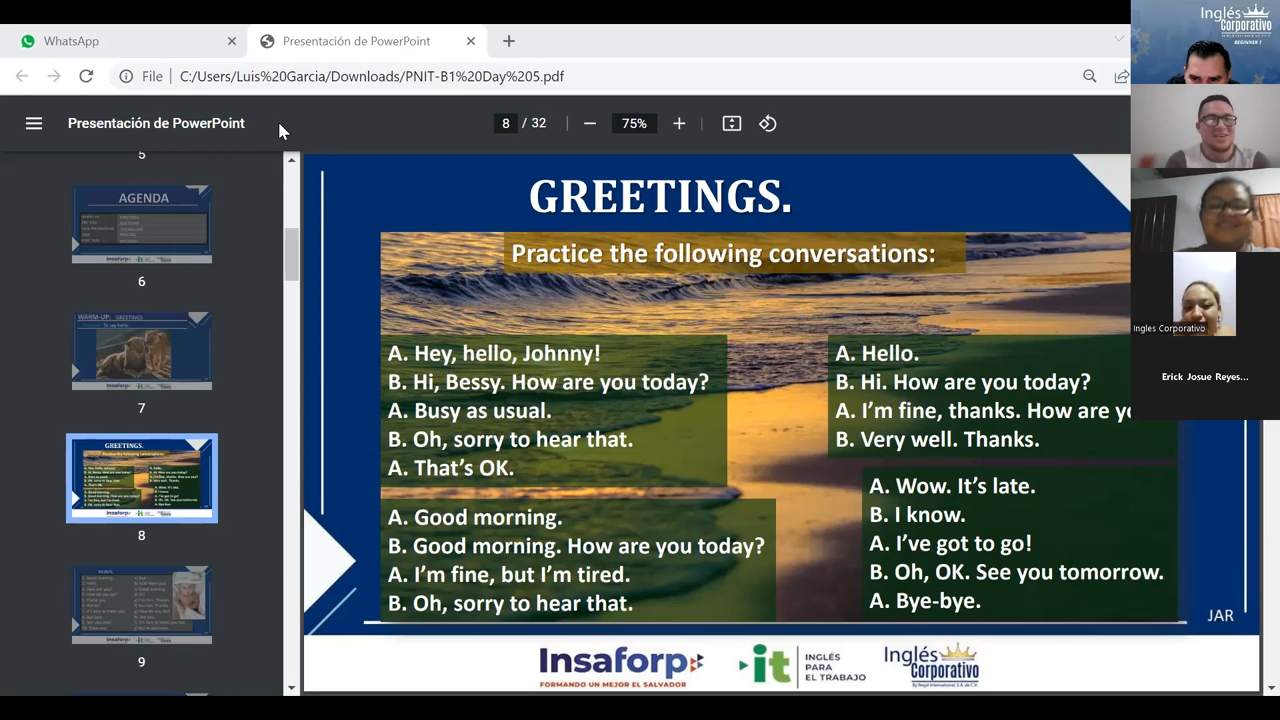 WhatsApp
Presentación de PowerPoint
File
C:/Users/Luis%20Garcia/Downloads/PNIT-B1%20Day%205.pdf
Presentación de PowerPoint
8 / 32
75%
5
AGENDA
6
WARM-UP: GREETINGS
7
GREETINGS.
8
9
GREETINGS.
Practice the following conversations:
A. Hey, hello, Johnny!
B. Hi, Bessy. How are you today?
A. Busy as usual.
B. Oh, sorry to hear that.
A. That’s OK.
A. Hello.
B. Hi. How are you today?
A. I’m fine, thanks. How are
B. Very well. Thanks.
A. Good morning.
B. Good morning. How are you today?
A. I’m fine, but I’m tired.
B. Oh, sorry to hear that.
A. Wow. It’s late.
B. I know.
A. I’ve got to go!
B. Oh, OK. See you tomorrow.
A. Bye-bye.
JAR
Insaforp
FORMANDO UN MEJOR EL SALVADOR
it
INGLÉS
PARA
EL TRABAJO
Inglés
Corporativo
Inglés
Corporativo
BEGINNER 1
Ingles Corporativo
Erick Josue Reyes...